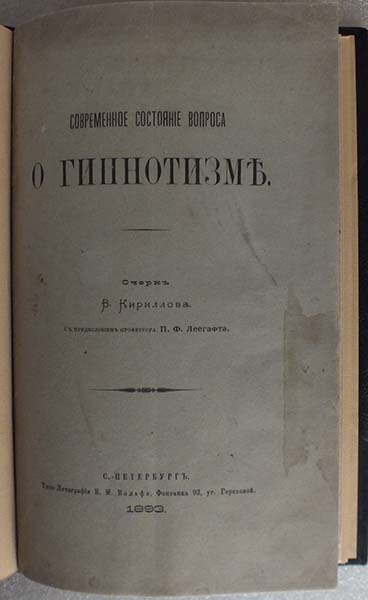 СОВРЕМЕННОЕ СОСТОЯНІЕ ВОПРОСА
О ГИПНОТИЗМѢ.
Очеркъ
В. Кириллова.
Съ предисловіемъ профессора П. Ф. Лесгафта.
С.-ПЕТЕРБУРГЪ.
Типо-Литографія Е. М. Вольфа, Фонтанка 92, уг. Гороховой.
1893.